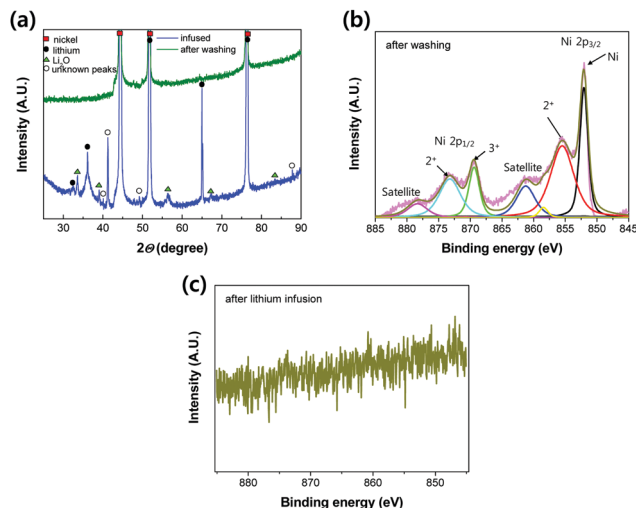 (a)
nickel
lithium
Li₂O
unknown peaks
infused
after washing
Intensity (A.U.)
30 40 50 60 70 80 90
2Θ (degree)
(b)
after washing
Ni 2p3/2
Ni
2+
Ni 2p1/2
2+
3+
Satellite
Satellite
Intensity (A.U.)
885 880 875 870 865 860 855 850 845
Binding energy (eV)
(c)
after lithium infusion
Intensity (A.U.)
880 870 860 850
Binding energy (eV)